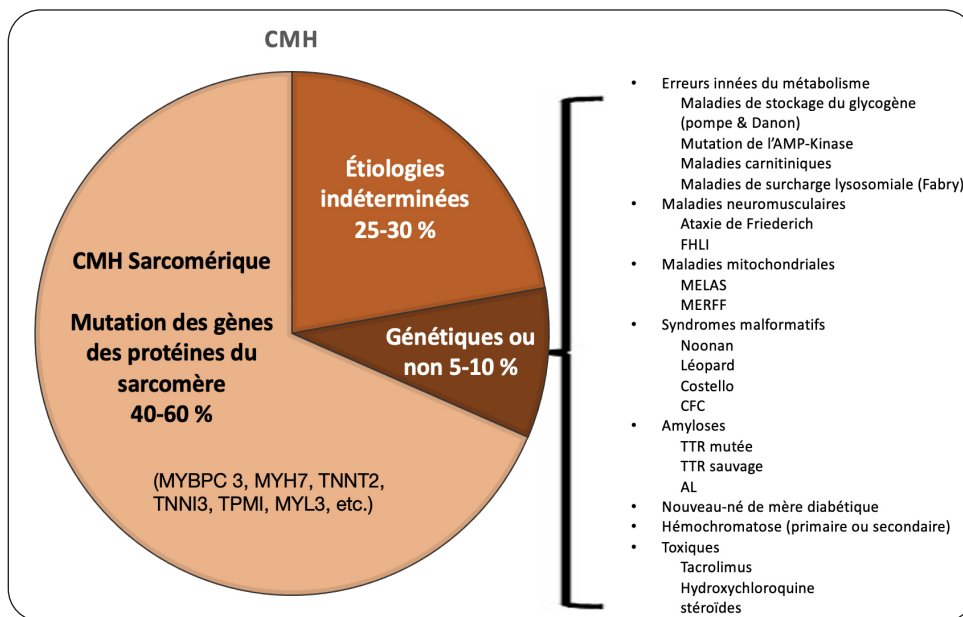 CMH
Étiologies
indéterminées
25-30 %
CMH Sarcomérique
Mutation des gènes
des protéines du
sarcomère
40-60 %
(MYBPC 3, MYH7, TNNT2,
TNNI3, TPMI, MYL3, etc.)
Génétiques ou
non 5-10 %
• Erreurs innées du métabolisme
Maladies de stockage du glycogène
(pompe & Danon)
Mutation de l’AMP-Kinase
Maladies carnitiniques
Maladies de surcharge lysosomiale (Fabry)
• Maladies neuromusculaires
Ataxie de Friederich
FHLI
• Maladies mitochondriales
MELAS
MERFF
• Syndromes malformatifs
Noonan
Léopard
Costello
CFC
• Amyloses
TTR mutée
TTR sauvage
AL
• Nouveau-né de mère diabétique
• Hémochromatose (primaire ou secondaire)
• Toxiques
Tacrolimus
Hydroxychloroquine
stéroïdes